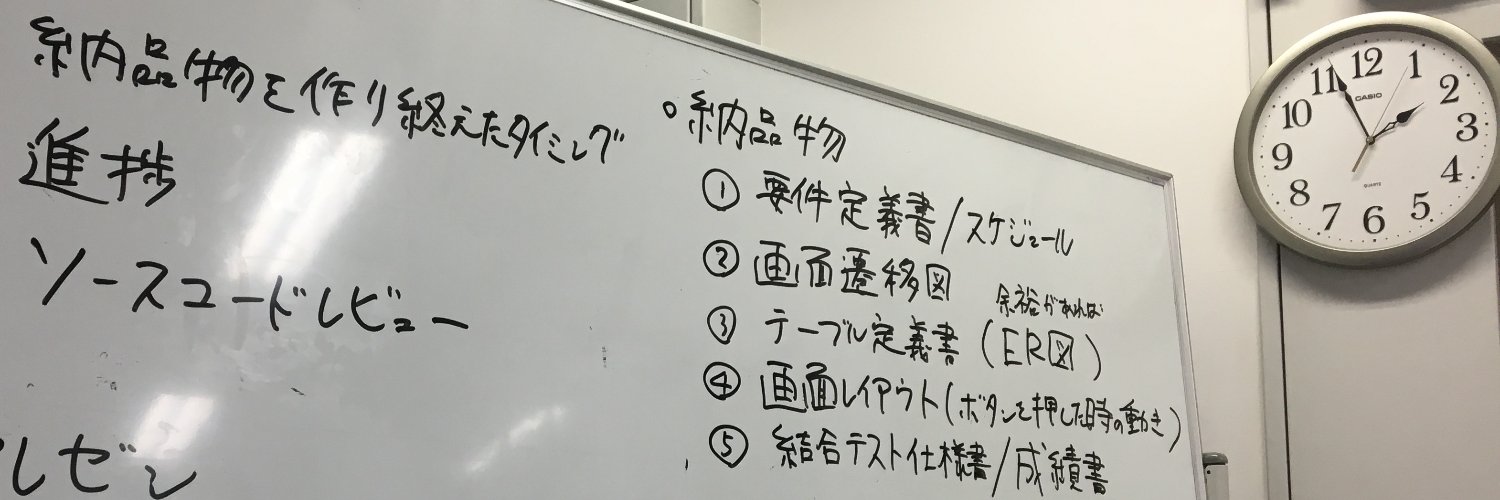 納品物を作り終えたタイミング
進捗
ソースコードレビュー
プレゼン
○納品物
① 要件定義書/スケジュール
② 画面遷移図
余裕があれば
③ テーブル定義書(ER図)
④ 画面レイアウト(ボタンを押した時の動き)
⑤ 結合テスト仕様書/成績書
12
1
2
3
4
5
6
7
8
9
10
11
CASIO
QUARTZ